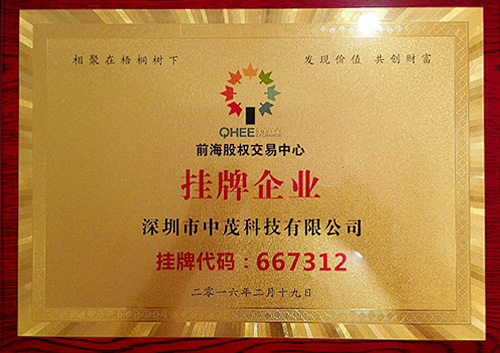 相聚在梧桐树下
发现价值 共创财富
QHEE
前海股权交易中心
挂牌企业
深圳市中茂科技有限公司
挂牌代码：667312
二零一六年二月十九日